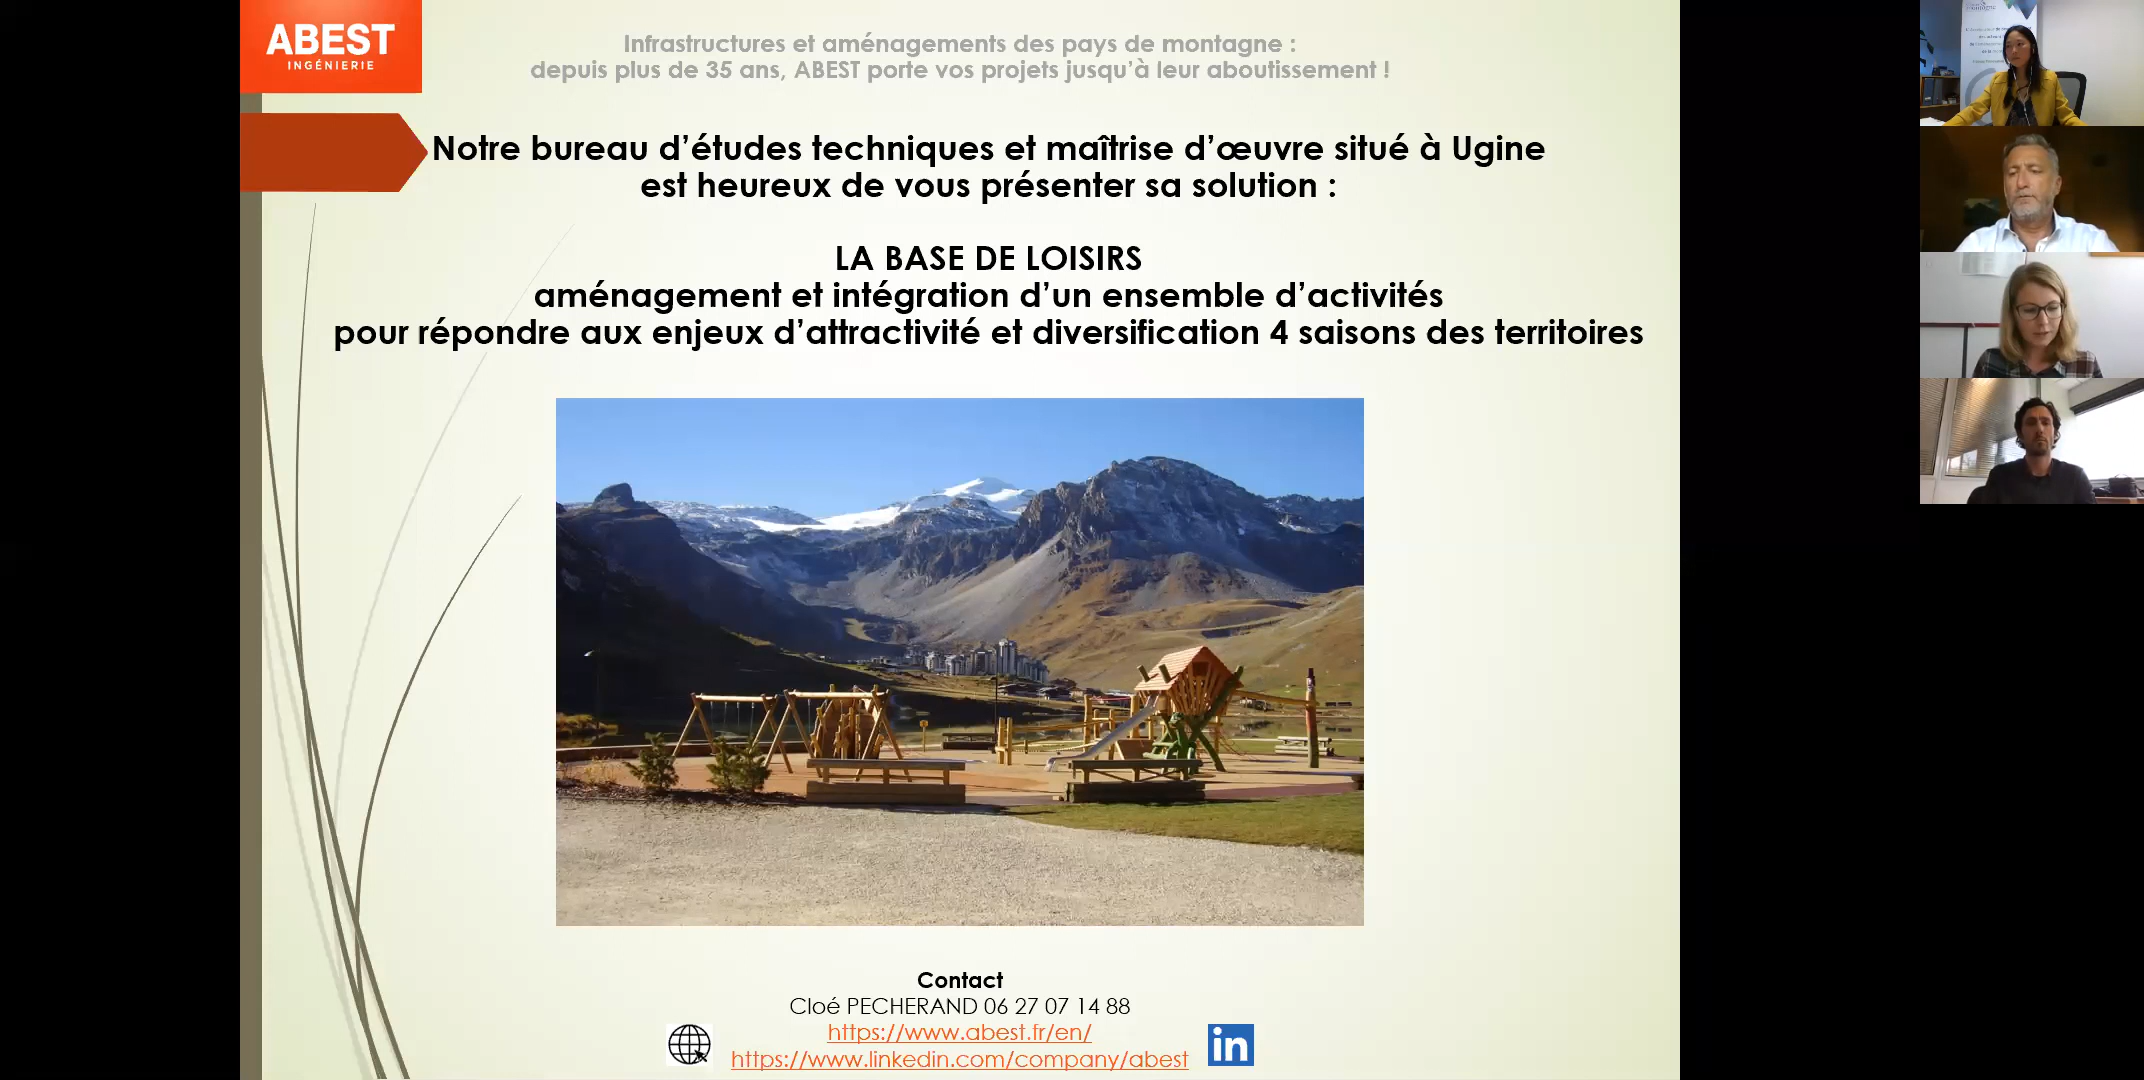 ABEST
INGÉNIERIE
Infrastructures et aménagements des pays de montagne :
depuis plus de 35 ans, ABEST porte vos projets jusqu'à leur aboutissement !
Notre bureau d'études techniques et maîtrise d'œuvre situé à Ugine
est heureux de vous présenter sa solution :
LA BASE DE LOISIRS
aménagement et intégration d'un ensemble d'activités
pour répondre aux enjeux d'attractivité et diversification 4 saisons des territoires
Contact
Cloé PECHERAND 06 27 07 14 88
https://www.abest.fr/en/
https://www.linkedin.com/company/abest
in